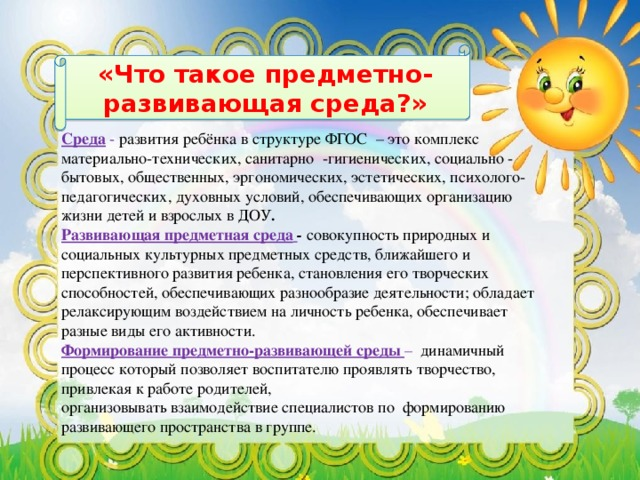 «Что такое предметно-
развивающая среда?»
Среда - развития ребёнка в структуре ФГОС – это комплекс
материально-технических, санитарно -гигиенических, социально -
бытовых, общественных, эргономических, эстетических, психолого-
педагогических, духовных условий, обеспечивающих организацию
жизни детей и взрослых в ДОУ.
Развивающая предметная среда - совокупность природных и
социальных культурных предметных средств, ближайшего и
перспективного развития ребенка, становления его творческих
способностей, обеспечивающих разнообразие деятельности; обладает
релаксирующим воздействием на личность ребенка, обеспечивает
разные виды его активности.
Формирование предметно-развивающей среды – динамичный
процесс который позволяет воспитателю проявлять творчество,
привлекая к работе родителей,
организовывать взаимодействие специалистов по формированию
развивающего пространства в группе.